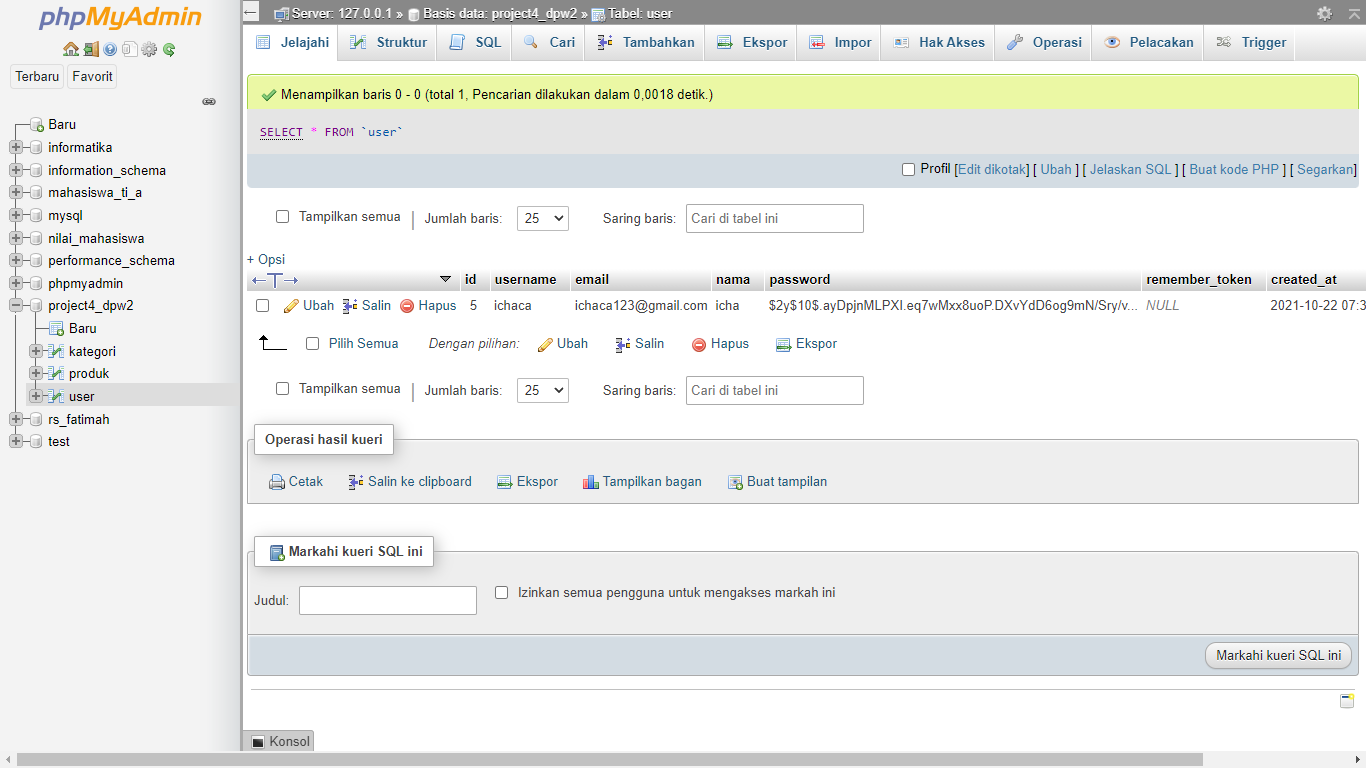 phpMyAdmin
Terbaru Favorit
Baru
informatika
information_schema
mahasiswa_ti_a
mysql
nilai_mahasiswa
performance_schema
phpmyadmin
project4_dpw2
Baru
kategori
produk
user
rs_fatimah
test
Server: 127.0.0.1 » Basis data: project4_dpw2 » Tabel: user
Jelajahi Struktur SQL Cari Tambahkan Ekspor Impor Hak Akses Operasi Pelacakan Trigger
Menampilkan baris 0 - 0 (total 1, Pencarian dilakukan dalam 0,0018 detik.)
SELECT * FROM `user`
Profil [Edit dikotak] [ Ubah ] [ Jelaskan SQL ] [ Buat kode PHP ] [ Segarkan]
Tampilkan semua | Jumlah baris: 25 Saring baris: Cari di tabel ini
+ Opsi
←T→ id username email nama password remember_token created_at
Ubah Salin Hapus 5 ichaca ichaca123@gmail.com icha $2y$10$.ayDpjnMLPXI.eq7wMxx8uoP.DXvYdD6og9mN/Sry/v... NULL 2021-10-22 07:3
Pilih Semua Dengan pilihan: Ubah Salin Hapus Ekspor
Tampilkan semua | Jumlah baris: 25 Saring baris: Cari di tabel ini
Operasi hasil kueri
Cetak Salin ke clipboard Ekspor Tampilkan bagan Buat tampilan
Markahi kueri SQL ini
Judul: Izinkan semua pengguna untuk mengakses markah ini
Markahi kueri SQL ini
Konsol